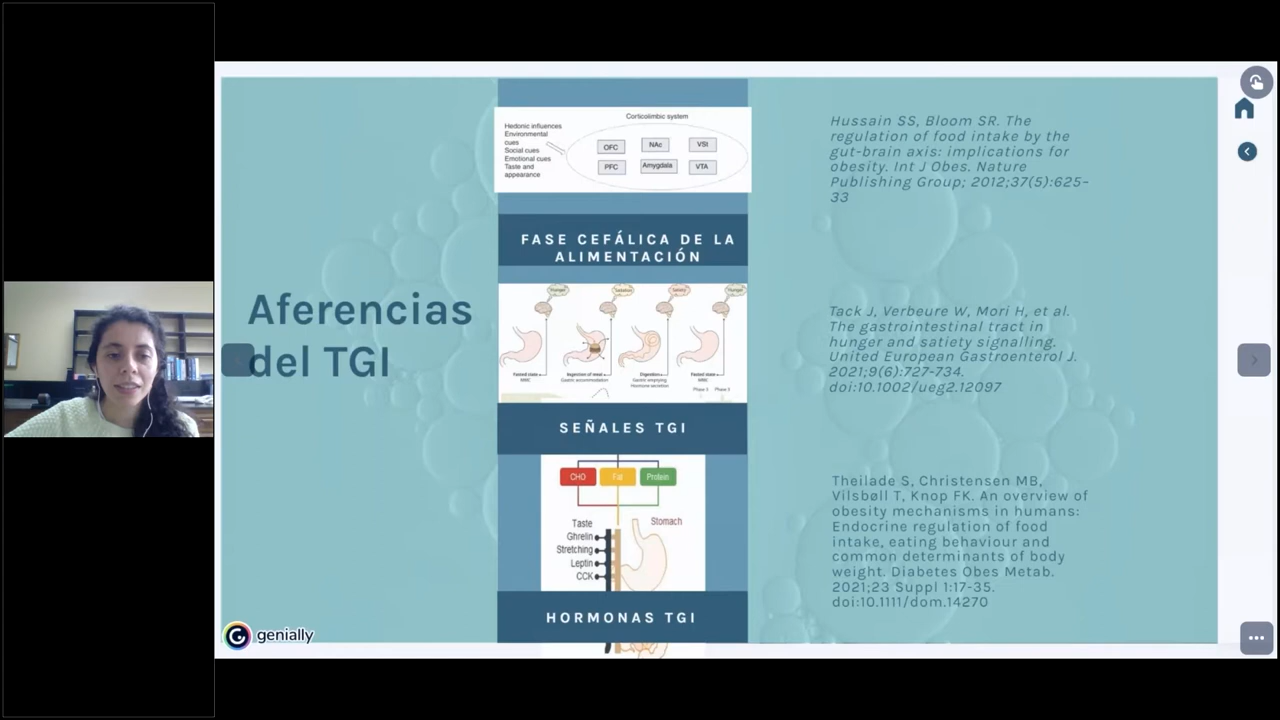 Aferencias
del TGI
Corticolimbic system
Hedonic influences
Environmental
cues
Social cues
Emotional cues
Taste and
appearance
OFC
NAc
VSt
PFC
Amygdala
VTA
FASE CEFÁLICA DE LA
ALIMENTACIÓN
Hunger
Satiation
Satiety
Hunger
Fasted state
MMC
Ingestion of meal
Gastric accommodation
Digestion
Gastric emptying
Hormone secretion
Fasted state
MMC
Phase 3
SEÑALES TGI
CHO
Fat
Protein
Taste
Ghrelin
Stretching
Leptin
CCK
Stomach
HORMONAS TGI
Hussain SS, Bloom SR. The
regulation of food intake by the
gut-brain axis: implications for
obesity. Int J Obes. Nature
Publishing Group; 2012;37(5):625–
33
Tack J, Verbeure W, Mori H, et al.
The gastrointestinal tract in
hunger and satiety signalling.
United European Gastroenterol J.
2021;9(6):727-734.
doi:10.1002/ueg2.12097
Theilade S, Christensen MB,
Vilsbøll T, Knop FK. An overview of
obesity mechanisms in humans:
Endocrine regulation of food
intake, eating behaviour and
common determinants of body
weight. Diabetes Obes Metab.
2021;23 Suppl 1:17-35.
doi:10.1111/dom.14270
genially